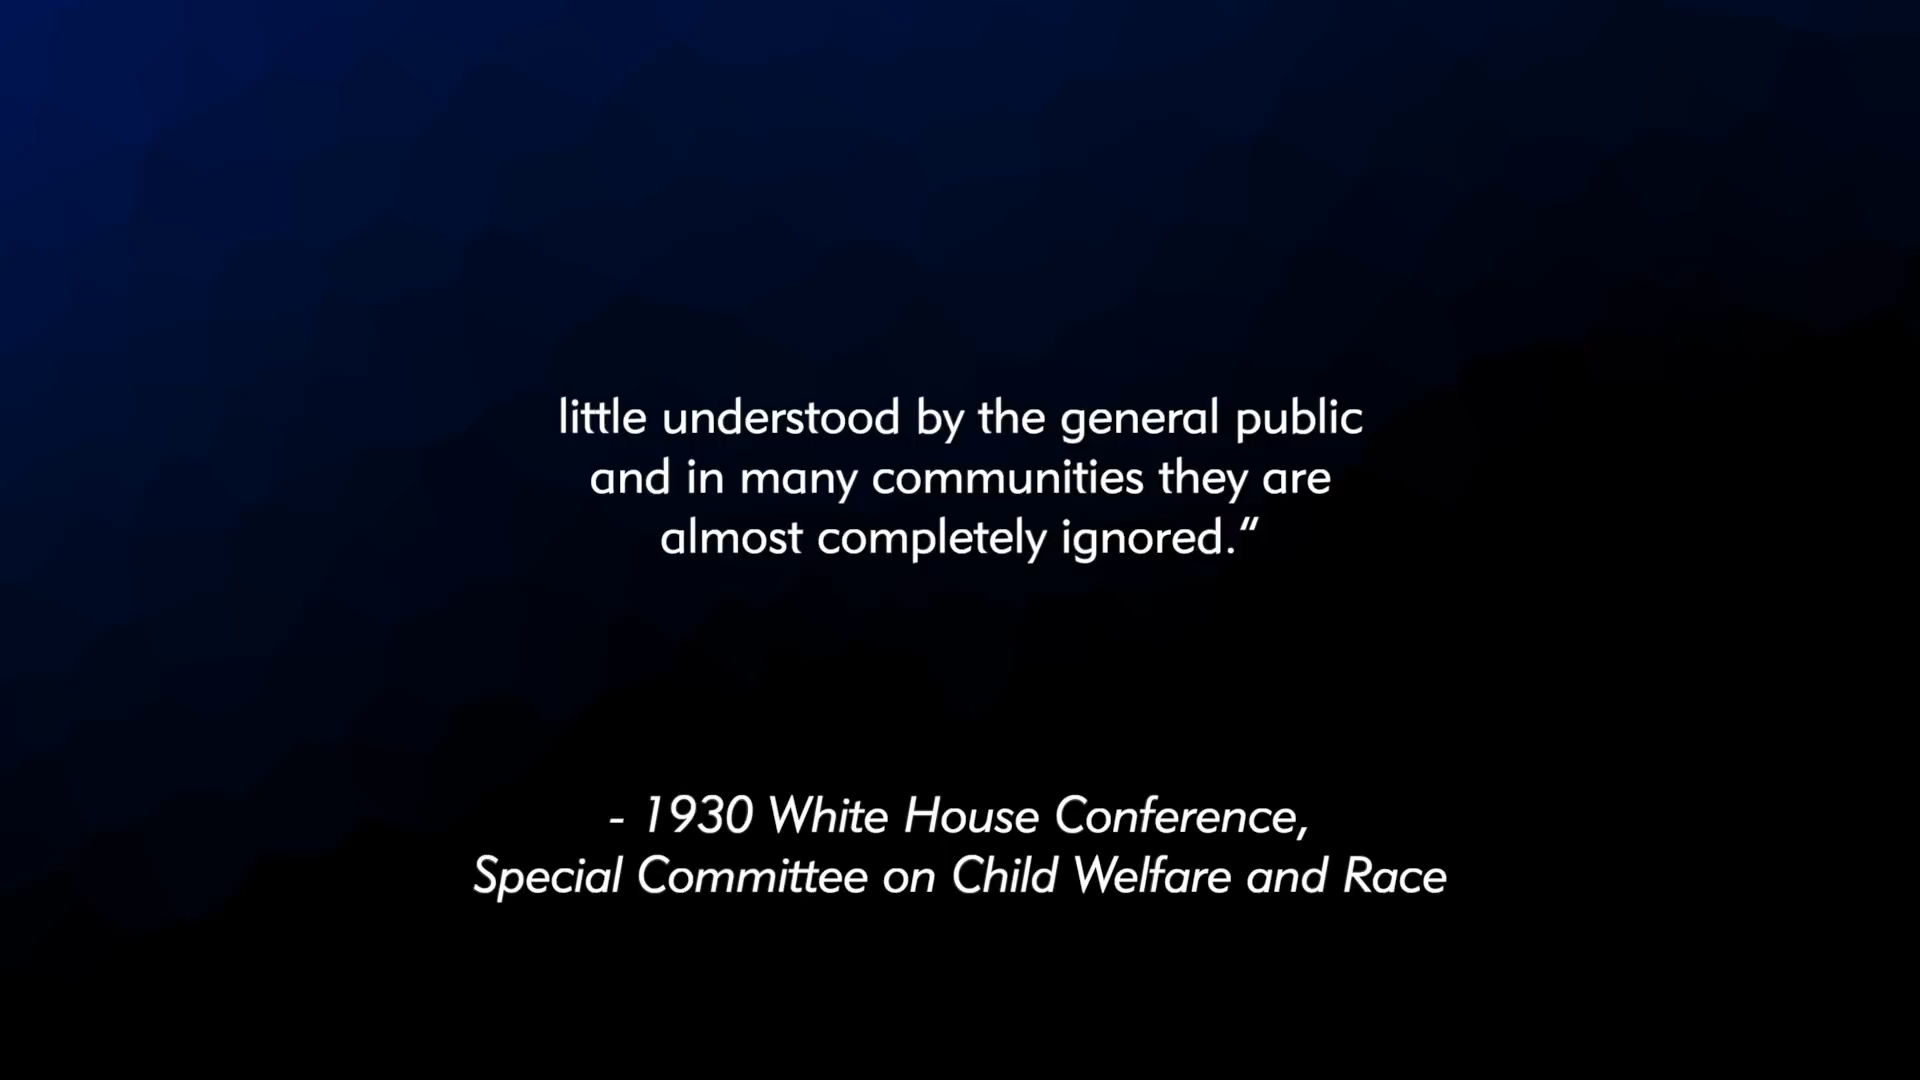 little understood by the general public
and in many communities they are
almost completely ignored.“
- 1930 White House Conference,
Special Committee on Child Welfare and Race